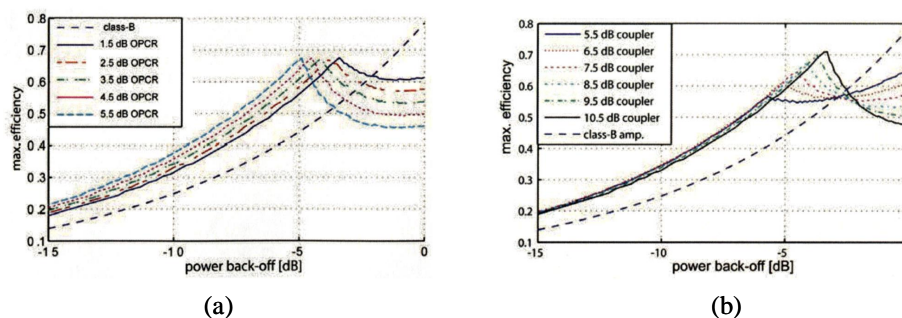 0.8
0.7
0.6
0.5
0.4
0.3
0.2
0.1
max. efficiency
class-B
1.5 dB OPCR
2.5 dB OPCR
3.5 dB OPCR
4.5 dB OPCR
5.5 dB OPCR
-15
-10
-5
0
power back-off [dB]
(a)
0.8
0.7
0.6
0.5
0.4
0.3
0.2
0.1
max. efficiency
5.5 dB coupler
6.5 dB coupler
7.5 dB coupler
8.5 dB coupler
9.5 dB coupler
10.5 dB coupler
class-B amp.
-15
-10
-5
0
power back-off [dB]
(b)